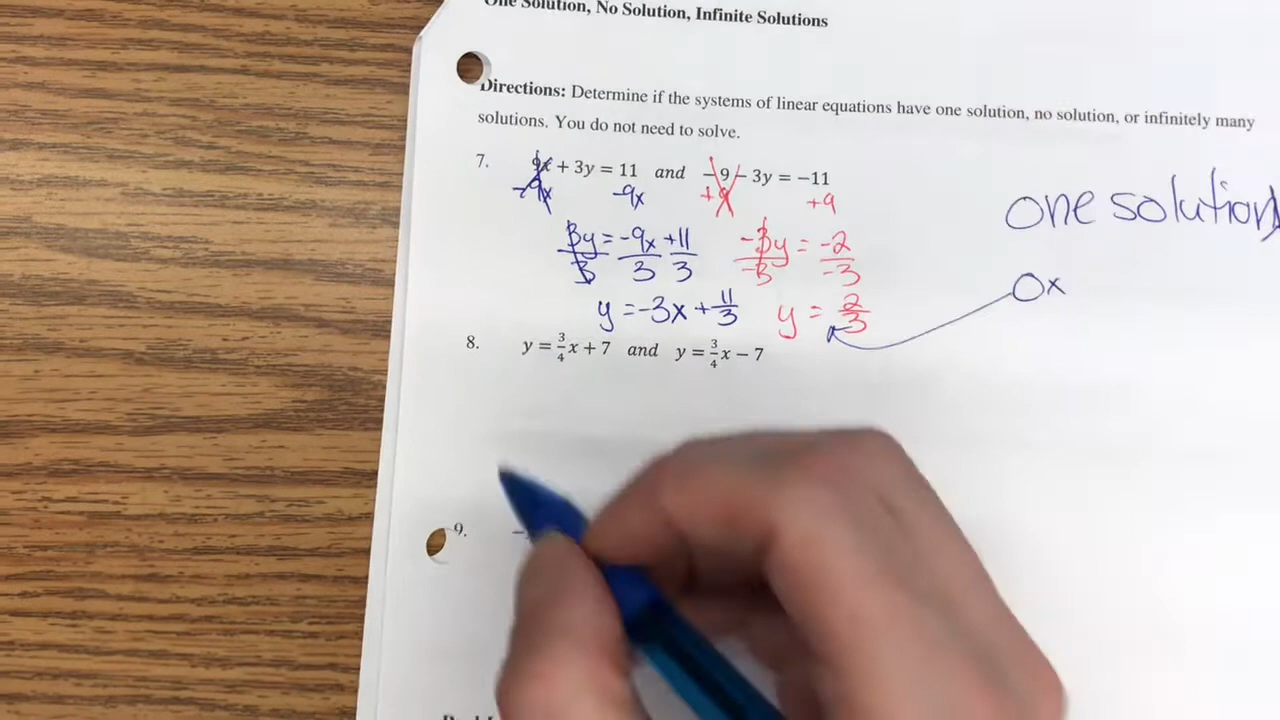 One Solution, No Solution, Infinite Solutions
Directions: Determine if the systems of linear equations have one solution, no solution, or infinitely many
solutions. You do not need to solve.
7. 9x + 3y = 11 and −9 − 3y = −11
-9x -9x +9 +9
3y = -9x + 11 -3y = -2
3 3 3 -3 -3
y = -3x + 11/3 y = 2/3
one solution
0x
8. y = 3/4 x + 7 and y = 3/4 x − 7
9.